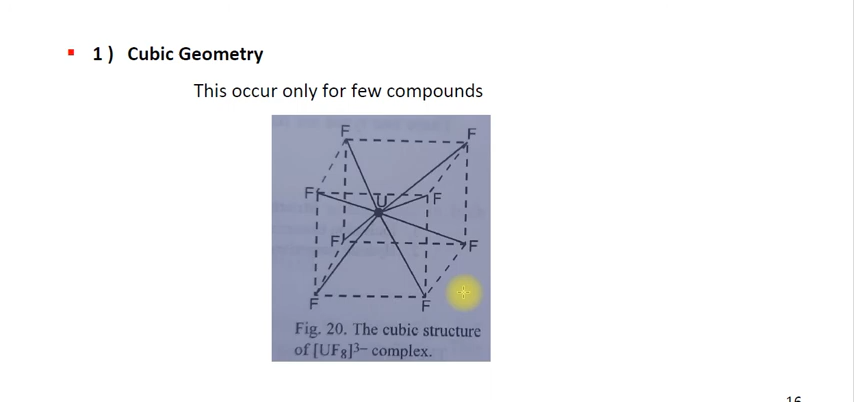 1) Cubic Geometry
This occur only for few compounds
F
F
F
U
F
F
F
F
F
Fig. 20. The cubic structure
of [UF8]3– complex.
16